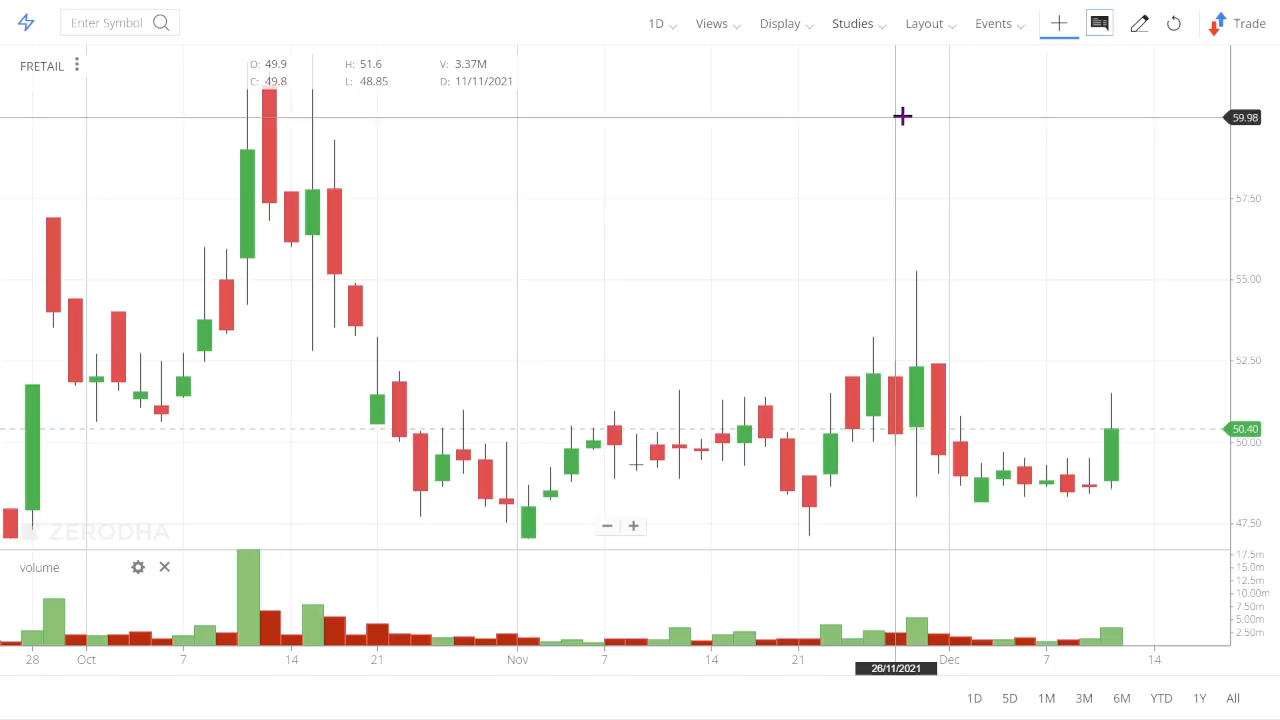 Enter Symbol 1D Views Display Studies Layout Events Trade
FRETAIL O: 49.9 H: 51.6 V: 3.37M
C: 49.8 L: 48.85 D: 11/11/2021
59.98
57.50
55.00
52.50
50.40
50.00
47.50
ZERODHA
17.5m
volume 15.0m
12.5m
10.00m
7.50m
5.00m
2.50m
28 Oct 7 14 21 Nov 7 14 21 Dec 7 14
26/11/2021
1D 5D 1M 3M 6M YTD 1Y All